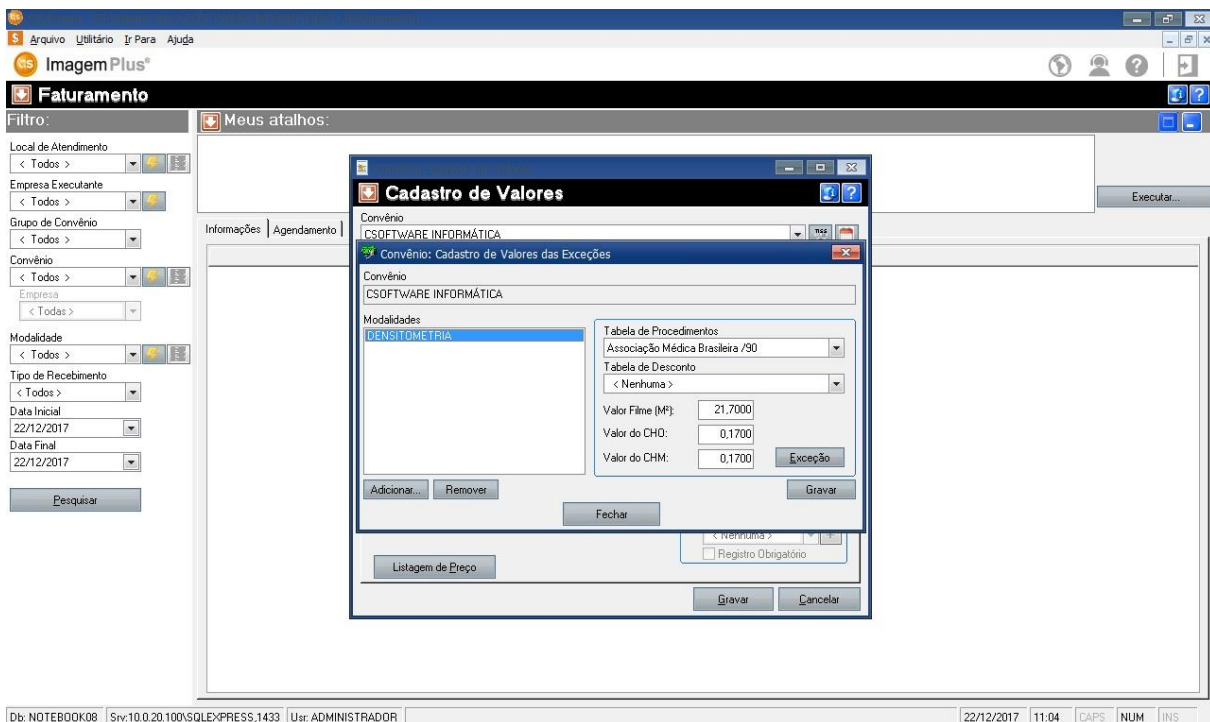 Arquivo Utilitário Ir Para Ajuda
GS ImagemPlus®
Faturamento
Filtro:
Meus atalhos:
Local de Atendimento
< Todos >
Empresa Executante
< Todos >
Grupo de Convênio
< Todos >
Convênio
< Todos >
Empresa
< Todas >
Modalidade
< Todos >
Tipo de Recebimento
< Todos >
Data Inicial
22/12/2017
Data Final
22/12/2017
Pesquisar
Executar...
Informações Agendamento
Cadastro de Valores
Convênio
CSOFTWARE INFORMÁTICA
Convênio: Cadastro de Valores das Exceções
Convênio
CSOFTWARE INFORMÁTICA
Modalidades
DENSITOMETRIA
Tabela de Procedimentos
Associação Médica Brasileira /90
Tabela de Desconto
< Nenhuma >
Valor Filme (M²): 21,7000
Valor do CHO: 0,1700
Valor do CHM: 0,1700
Exceção
Adicionar... Remover
Gravar
Fechar
< Nenhuma >
Registro Obrigatório
Listagem de Preço
Gravar Cancelar
Db: NOTEBOOK08 Srv:10.0.20.100\SQLEXPRESS,1433 Usr: ADMINISTRADOR 22/12/2017 11:04 CAPS NUM INS